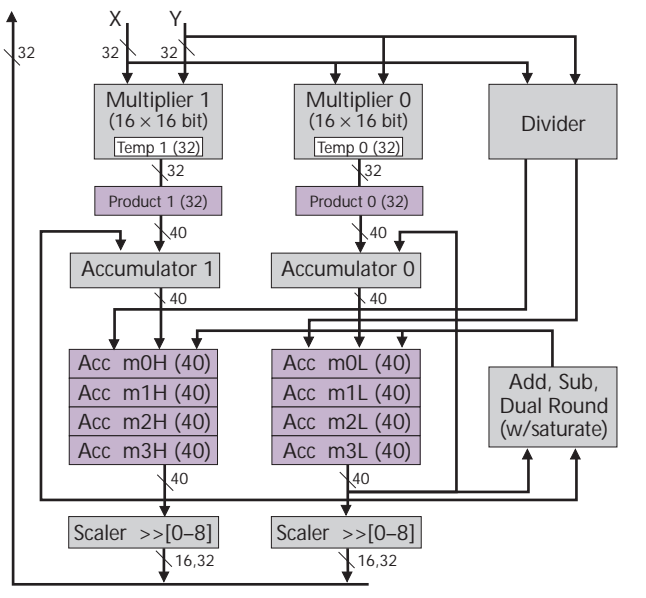 X
Y
32
32
32
Multiplier 1
(16 × 16 bit)
Temp 1 (32)
Multiplier 0
(16 × 16 bit)
Temp 0 (32)
Divider
32
32
Product 1 (32)
Product 0 (32)
40
40
Accumulator 1
Accumulator 0
40
40
Acc m0H (40)
Acc m1H (40)
Acc m2H (40)
Acc m3H (40)
Acc m0L (40)
Acc m1L (40)
Acc m2L (40)
Acc m3L (40)
Add, Sub,
Dual Round
(w/saturate)
40
40
Scaler >>[0–8]
Scaler >>[0–8]
16,32
16,32